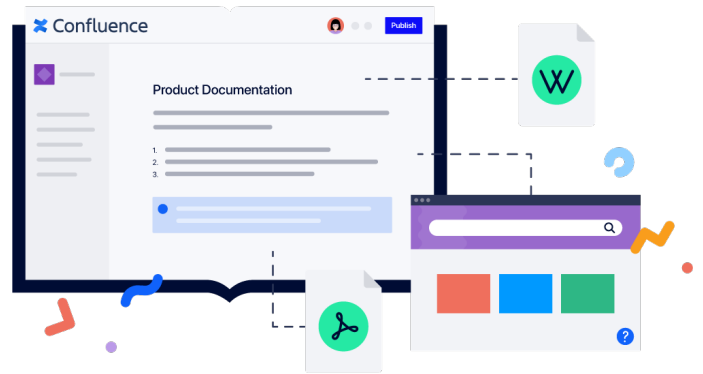 Confluence
Publish
Product Documentation
1.
2.
3.
W
?